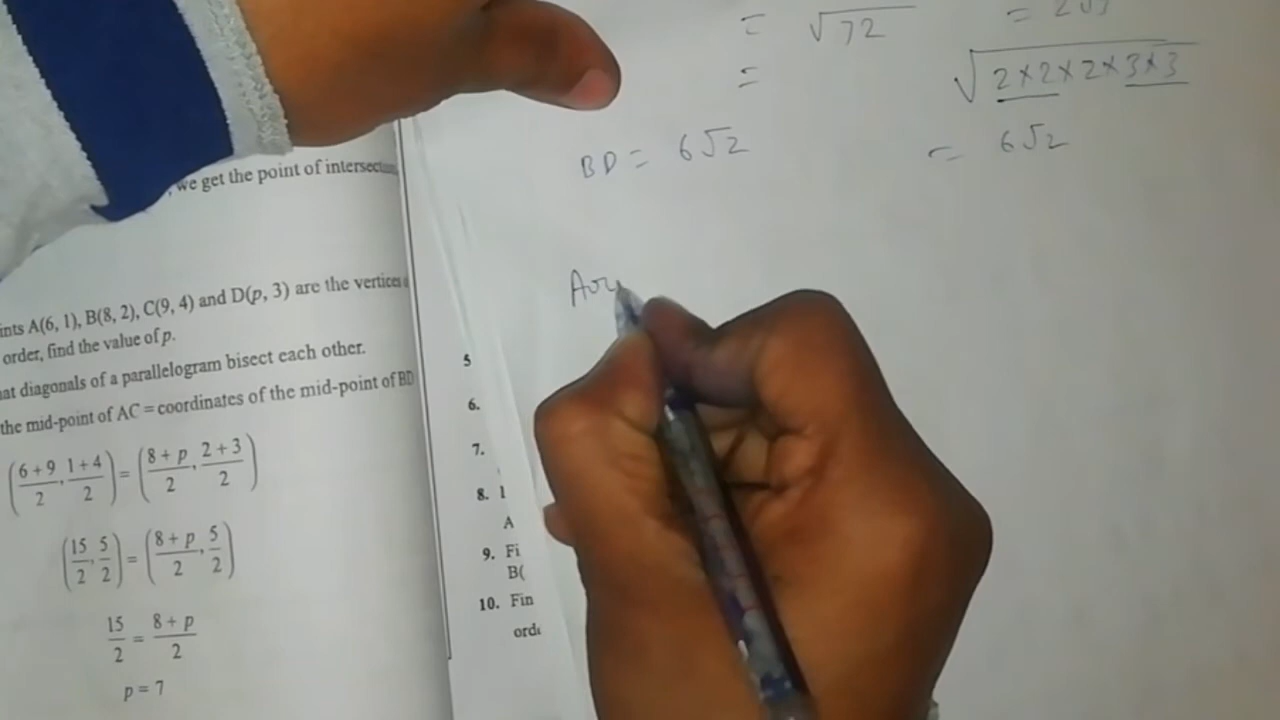 , we get the point of
ints A(6, 1), B(8, 2), C(9, 4) and D(p, 3) are the vertices
order, find the value of p.
at diagonals of a parallelogram bisect each other.
the mid-point of AC = coordinates of the mid-point of BD
(6 + 9/2, 1 + 4/2) = (8 + p/2, 2 + 3/2)
(15/2, 5/2) = (8 + p/2, 5/2)
15/2 = 8 + p/2
p = 7
5
6.
7.
8. 1
A
9. Fi
B(
10. Fin
= √72
= √2×2×2×3×3
BD = 6√2
= 6√2